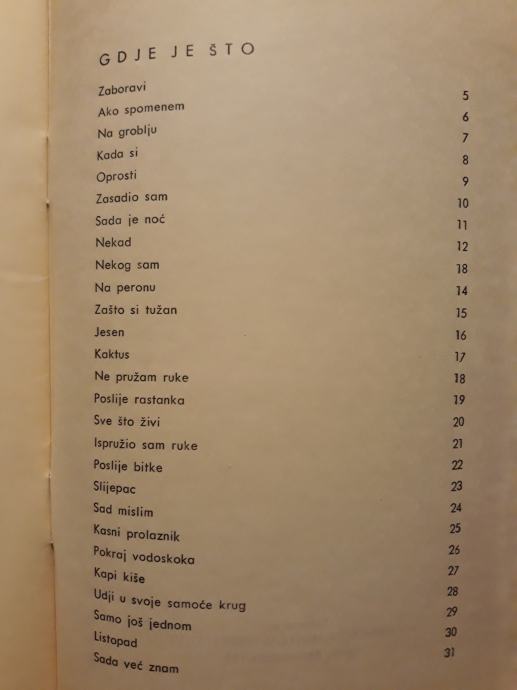 GDJE JE ŠTO
Zaboravi 5
Ako spomenem 6
Na groblju 7
Kada si 8
Oprosti 9
Zasadio sam 10
Sada je noć 11
Nekad 12
Nekog sam 18
Na peronu 14
Zašto si tužan 15
Jesen 16
Kaktus 17
Ne pružam ruke 18
Poslije rastanka 19
Sve što živi 20
Ispružio sam ruke 21
Poslije bitke 22
Slijepac 23
Sad mislim 24
Kasni prolaznik 25
Pokraj vodoskoka 26
Kapi kiše 27
Udji u svoje samoće krug 28
Samo još jednom 29
Listopad 30
Sada već znam 31